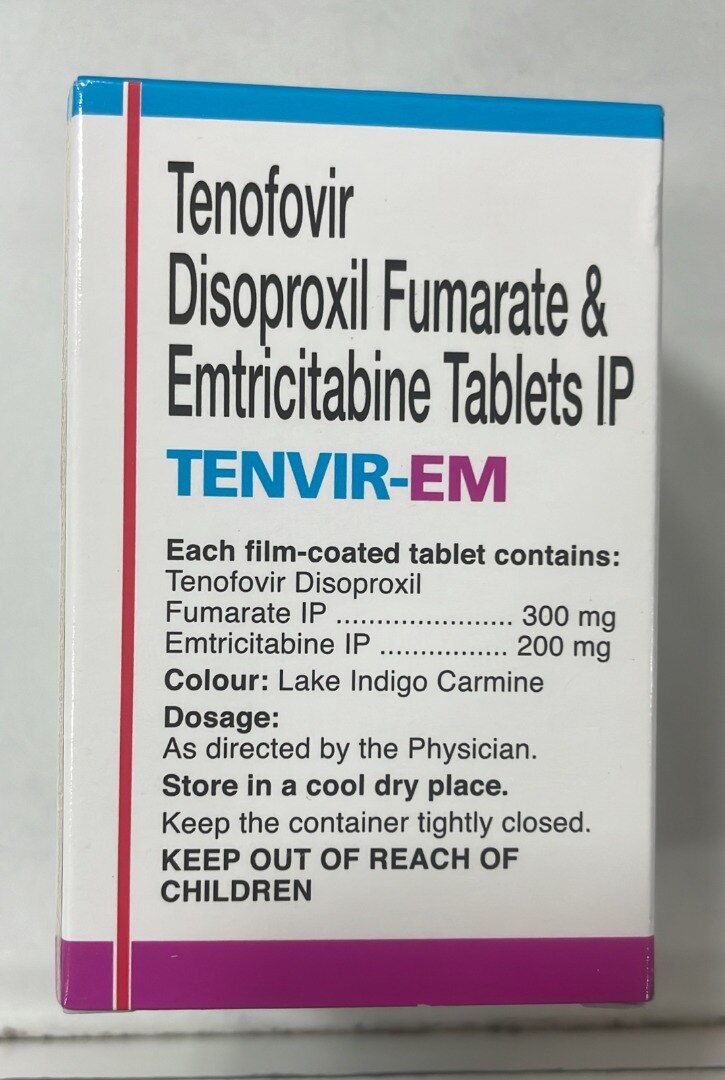 Tenofovir
Disoproxil Fumarate &
Emtricitabine Tablets IP
TENVIR-EM
Each film-coated tablet contains:
Tenofovir Disoproxil
Fumarate IP ...................... 300 mg
Emtricitabine IP ................ 200 mg
Colour: Lake Indigo Carmine
Dosage:
As directed by the Physician.
Store in a cool dry place.
Keep the container tightly closed.
KEEP OUT OF REACH OF
CHILDREN